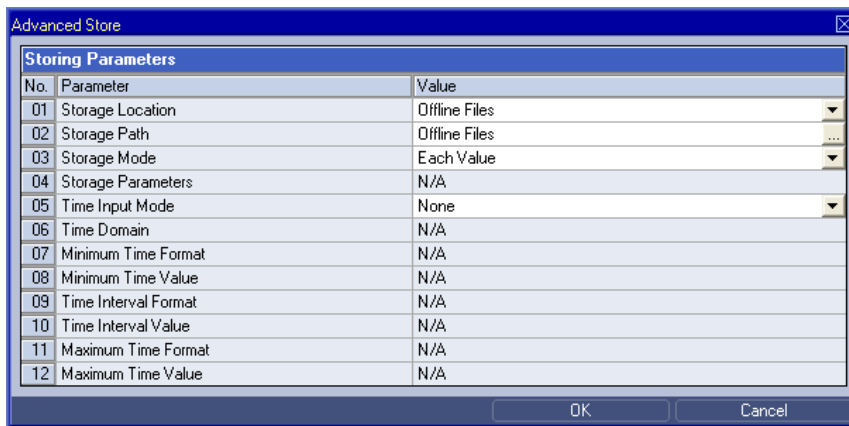 Advanced Store
Storing Parameters
No. Parameter Value
01 Storage Location Offline Files
02 Storage Path Offline Files ...
03 Storage Mode Each Value
04 Storage Parameters N/A
05 Time Input Mode None
06 Time Domain N/A
07 Minimum Time Format N/A
08 Minimum Time Value N/A
09 Time Interval Format N/A
10 Time Interval Value N/A
11 Maximum Time Format N/A
12 Maximum Time Value N/A
OK Cancel